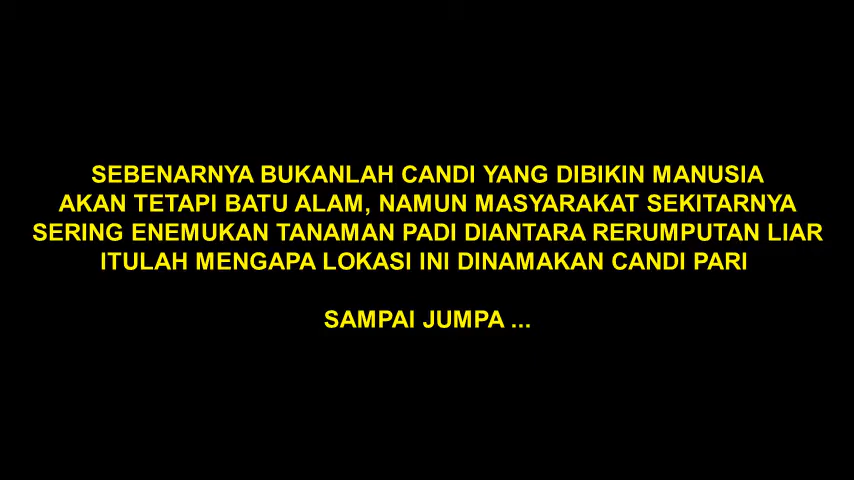 SEBENARNYA BUKANLAH CANDI YANG DIBIKIN MANUSIA
AKAN TETAPI BATU ALAM, NAMUN MASYARAKAT SEKITARNYA
SERING ENEMUKAN TANAMAN PADI DIANTARA RERUMPUTAN LIAR
ITULAH MENGAPA LOKASI INI DINAMAKAN CANDI PARI
SAMPAI JUMPA ...